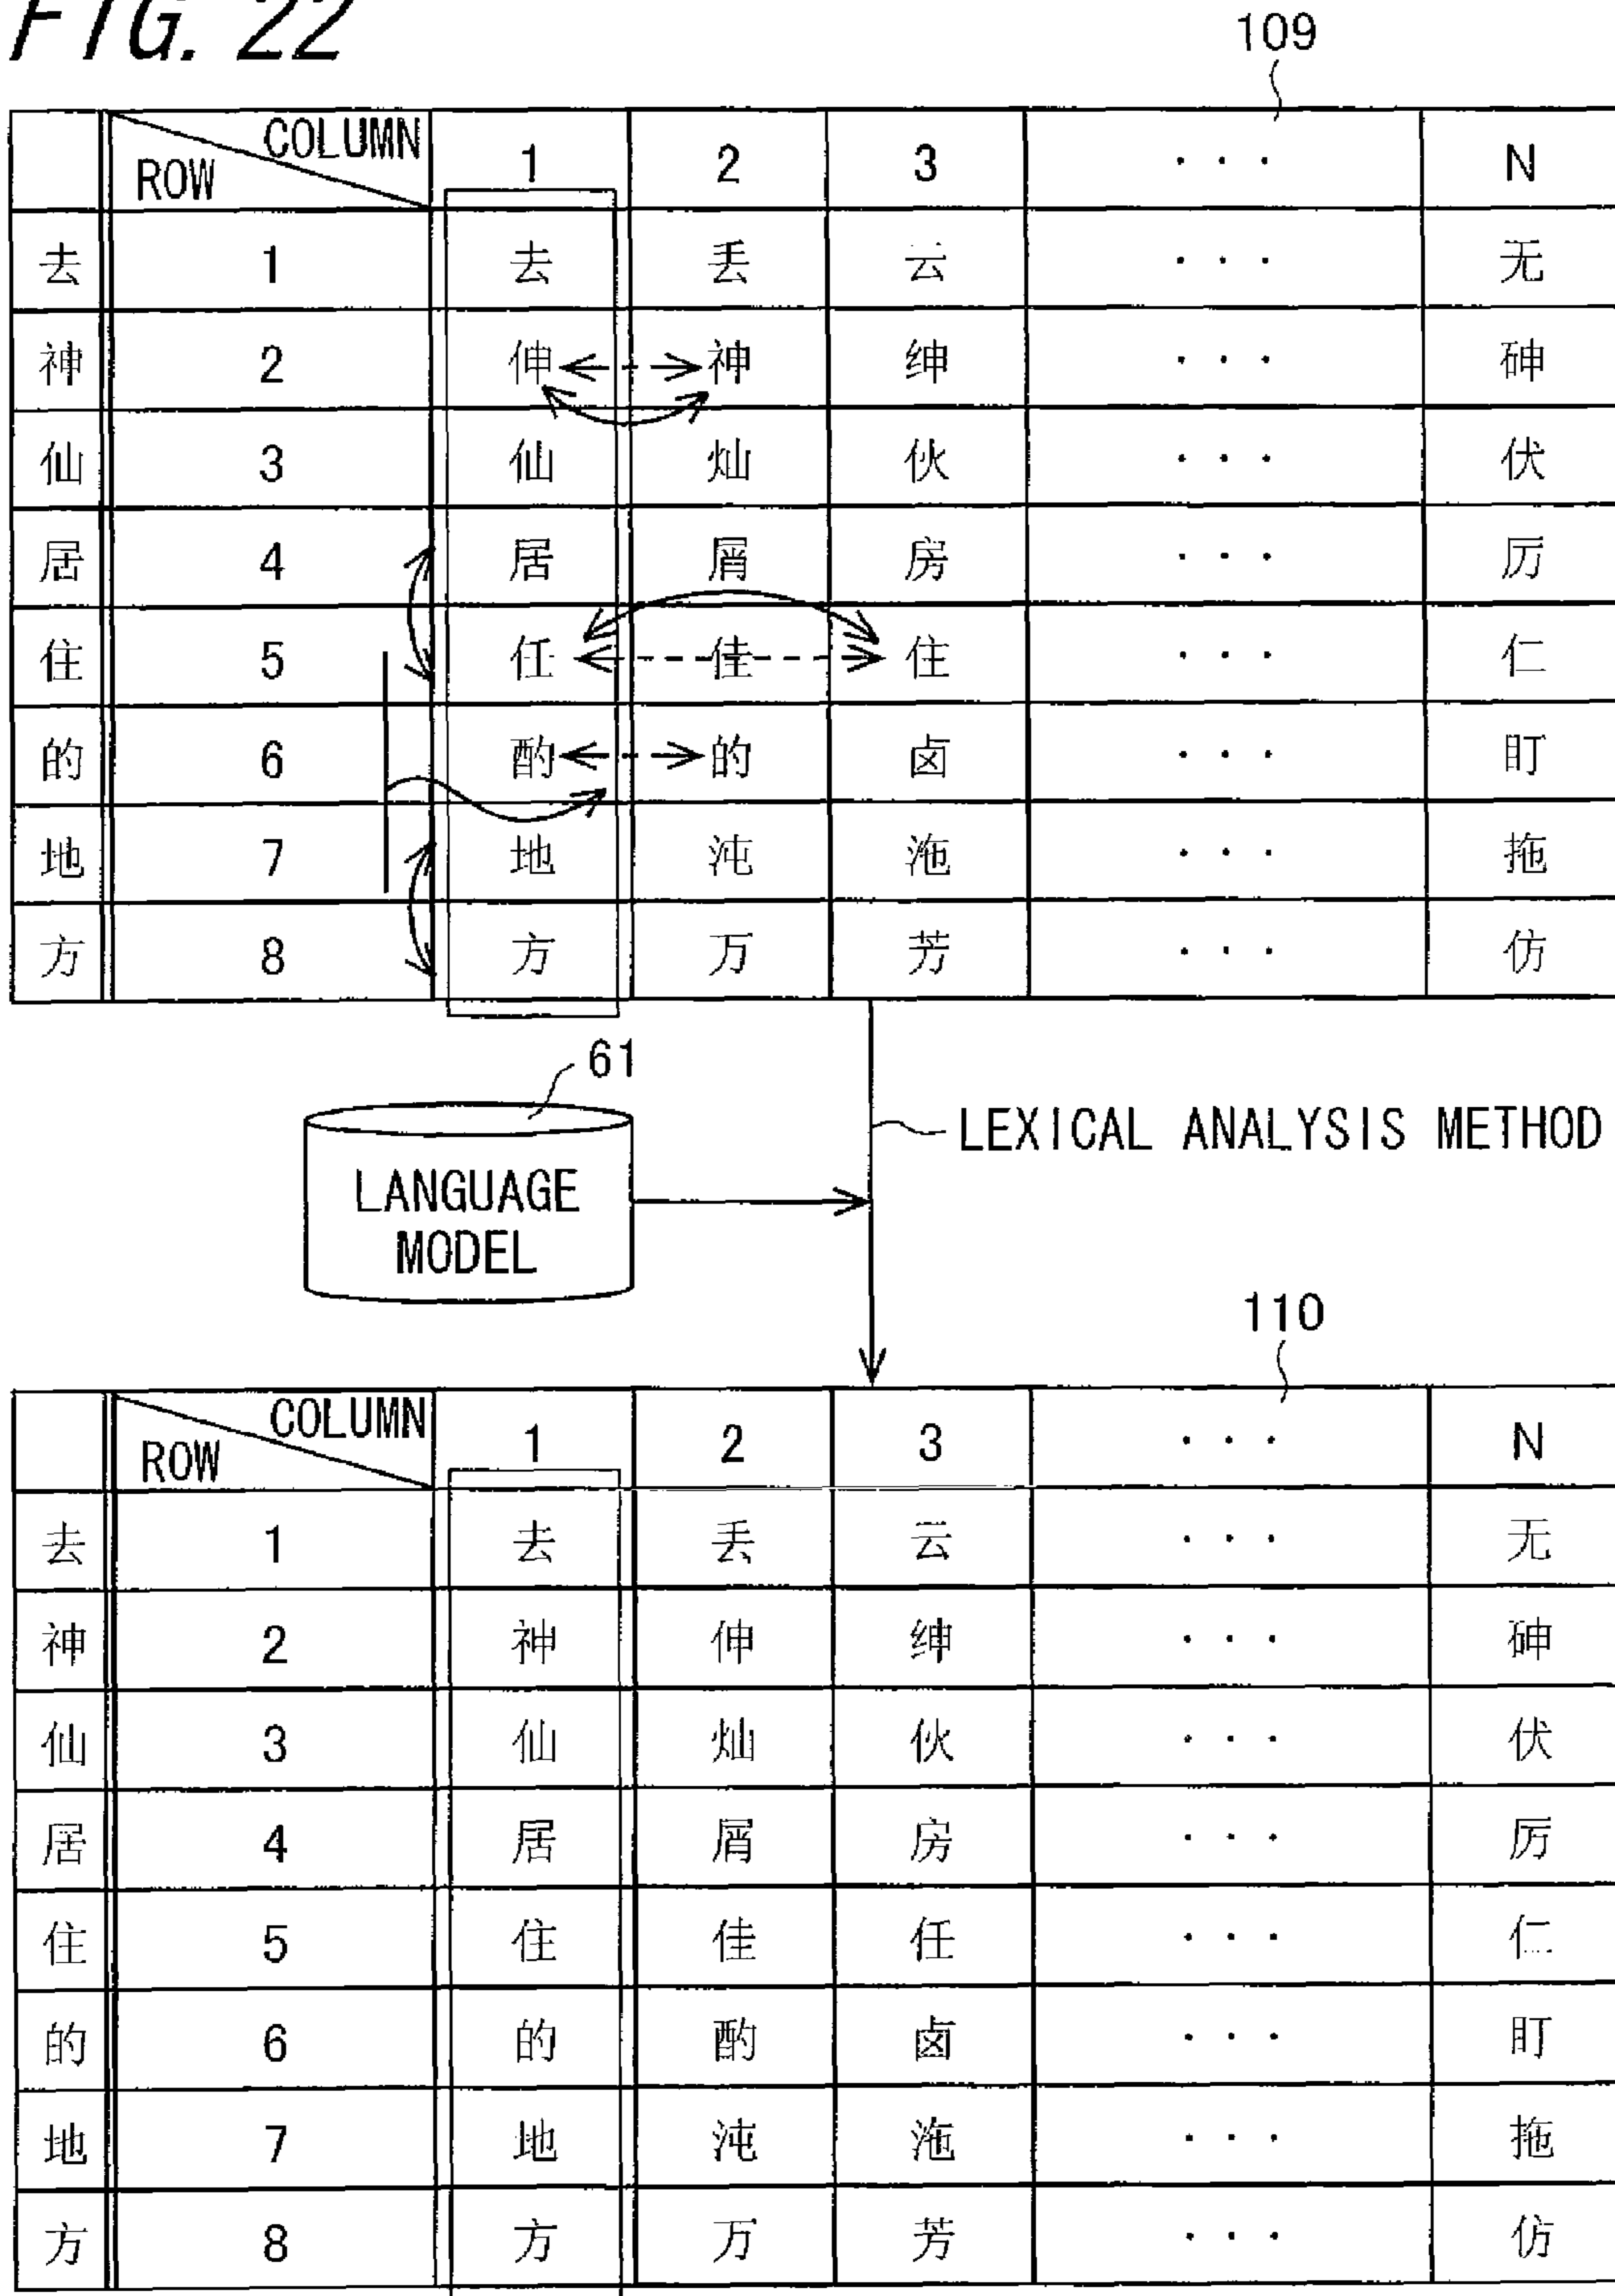 FIG. 22
109
COLUMN ROW 1 2 3 ... N
去 1 去 丢 云 ... 无
神 2 伸 神 绅 ... 砷
仙 3 仙 灿 伙 ... 伏
居 4 居 屑 房 ... 厉
住 5 任 佳 住 ... 仁
的 6 酌 的 卤 ... 盯
地 7 地 沌 沲 ... 拖
方 8 方 万 芳 ... 仿
61
LEXICAL ANALYSIS METHOD
LANGUAGE
MODEL
110
COLUMN ROW 1 2 3 ... N
去 1 去 丢 云 ... 无
神 2 神 伸 绅 ... 砷
仙 3 仙 灿 伙 ... 伏
居 4 居 屑 房 ... 厉
住 5 住 佳 任 ... 仁
的 6 的 酌 卤 ... 盯
地 7 地 沌 沲 ... 拖
方 8 方 万 芳 ... 仿